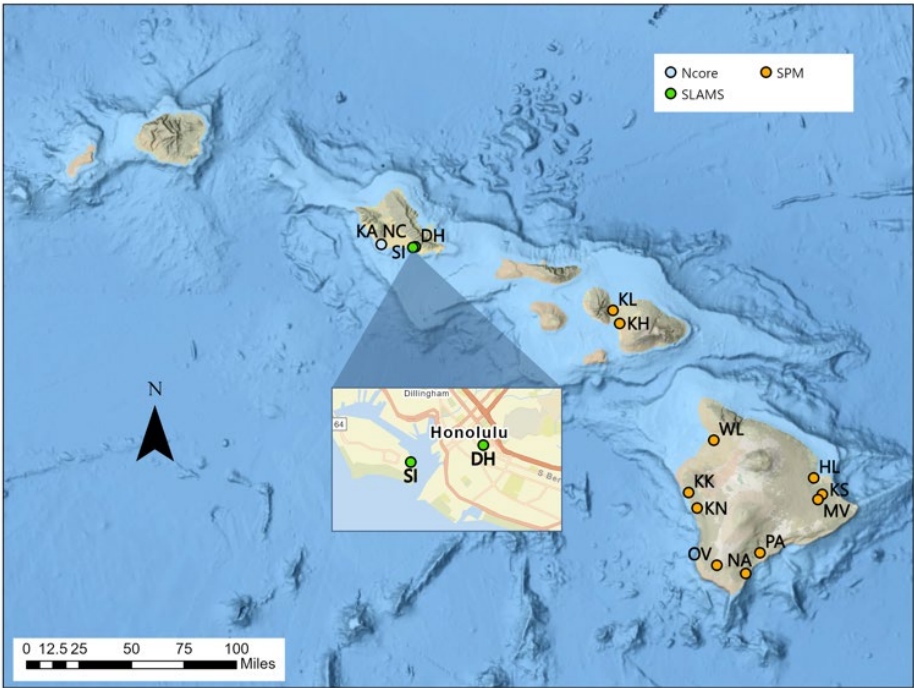 Ncore
SPM
SLAMS
KA NC
DH
SI
KL
KH
N
Dillingham
64
Honolulu
DH
SI
S Ber
WL
HL
KK
KS
KN
MV
PA
OV
NA
0 12.5 25 50 75 100
Miles